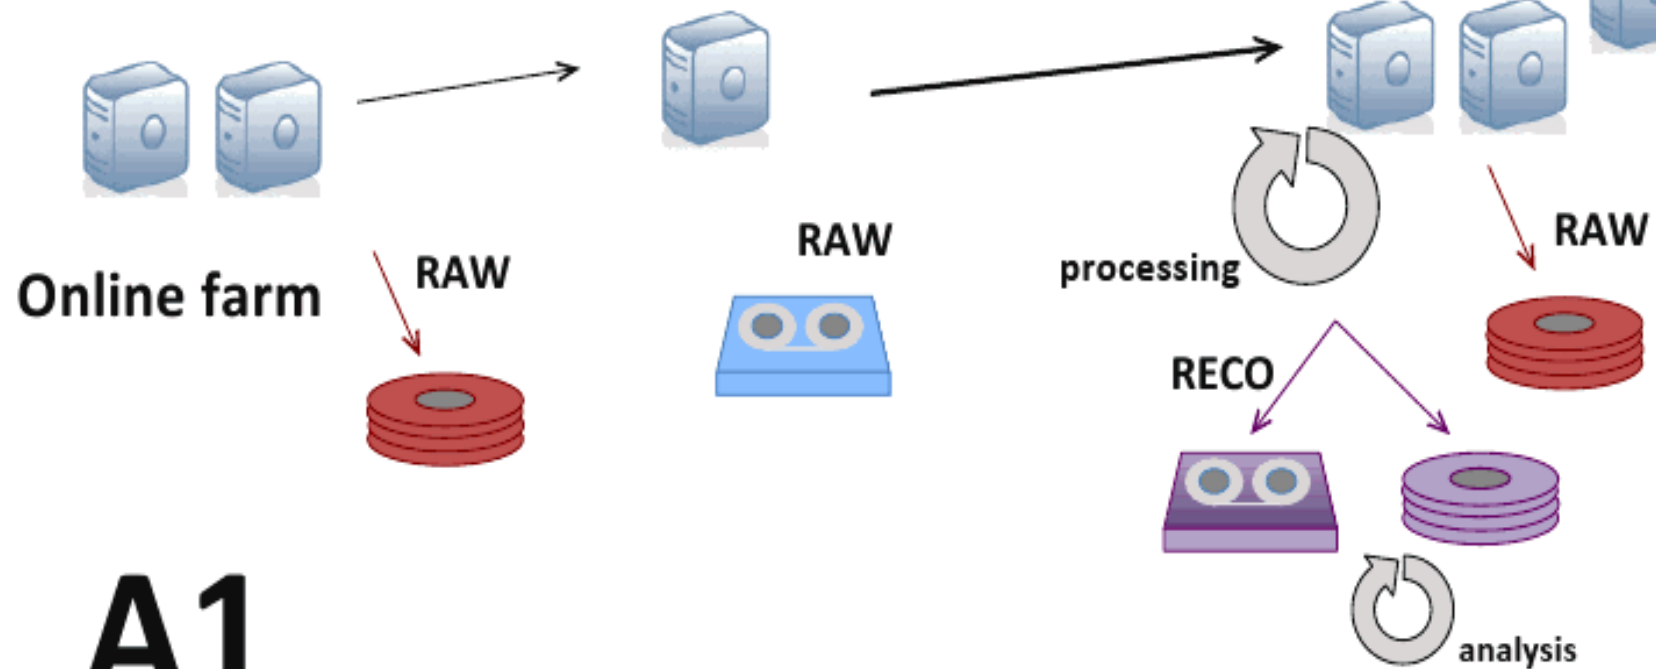 Online farm
RAW
RAW
processing
RAW
RECO
analysis
A1